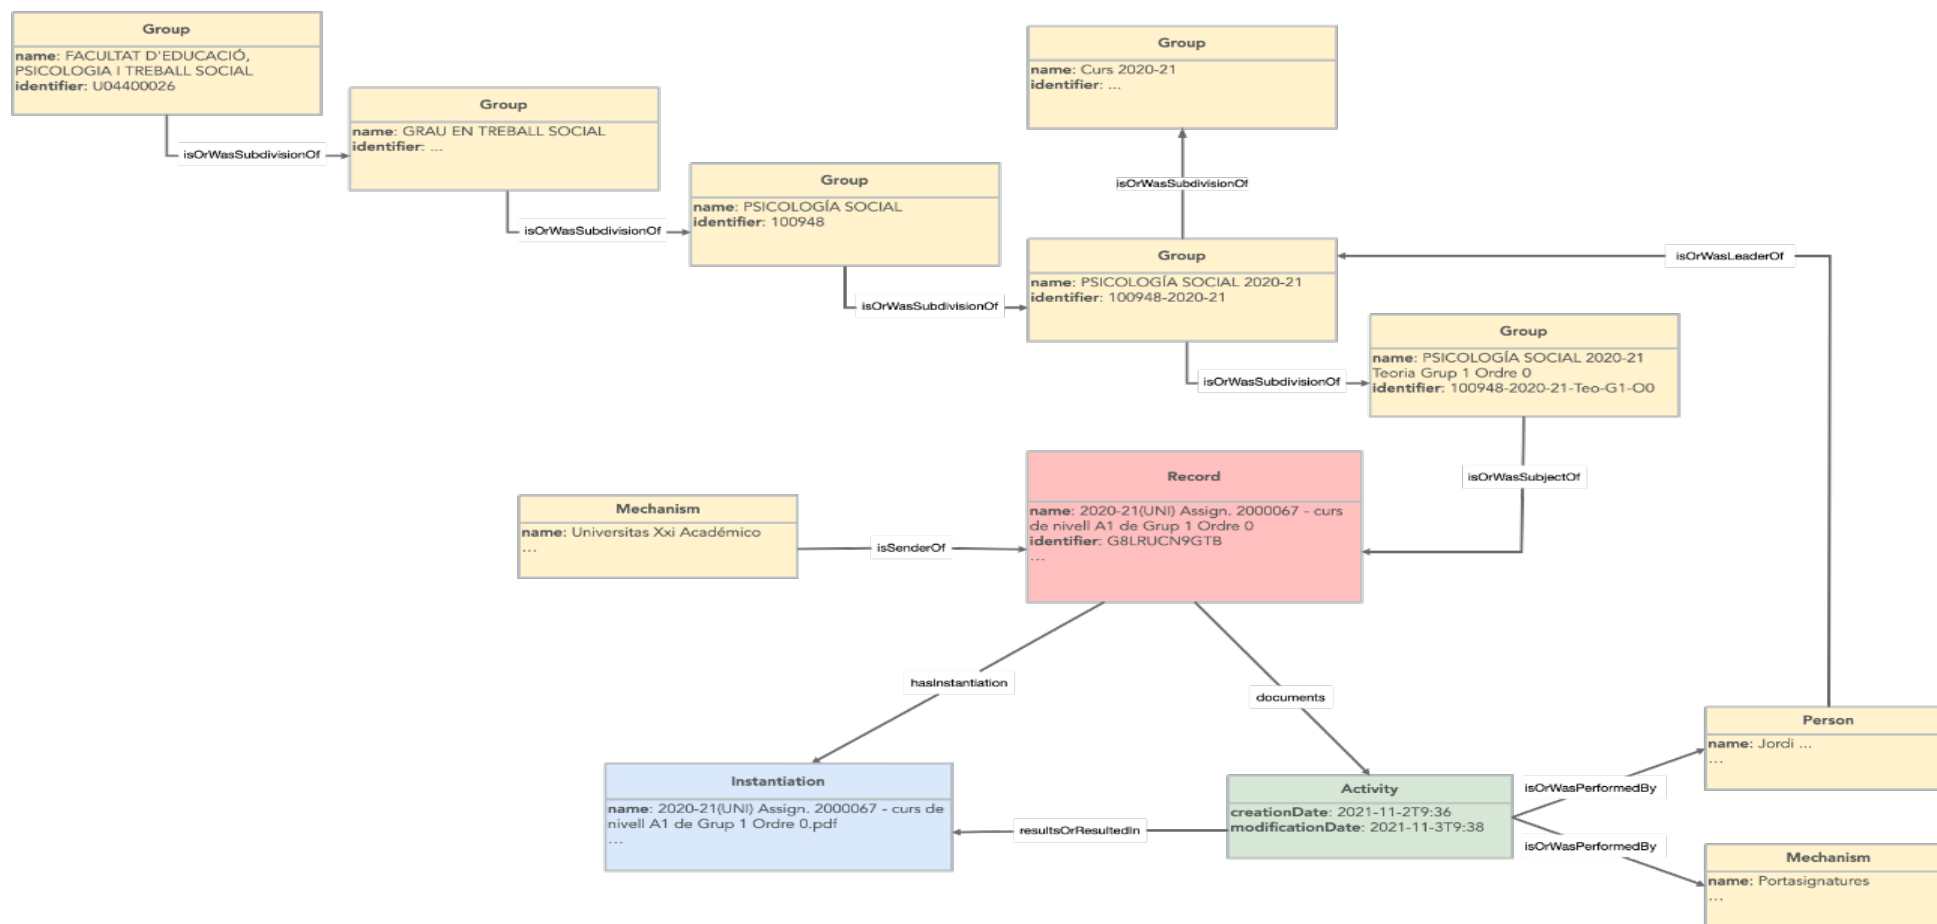 Group
name: FACULTAT D'EDUCACIÓ,
PSICOLOGIA I TREBALL SOCIAL
identifier: U04400026
isOrWasSubdivisionOf
Group
name: GRAU EN TREBALL SOCIAL
identifier: ...
isOrWasSubdivisionOf
Group
name: PSICOLOGÍA SOCIAL
identifier: 100948
isOrWasSubdivisionOf
Group
name: Curs 2020-21
identifier: ...
isOrWasSubdivisionOf
Group
name: PSICOLOGÍA SOCIAL 2020-21
identifier: 100948-2020-21
isOrWasLeaderOf
isOrWasSubdivisionOf
Group
name: PSICOLOGÍA SOCIAL 2020-21
Teoria Grup 1 Ordre 0
identifier: 100948-2020-21-Teo-G1-O0
isOrWasSubjectOf
Mechanism
name: Universitas Xxi Académico
...
isSenderOf
Record
name: 2020-21(UNI) Assign. 2000067 - curs
de nivell A1 de Grup 1 Ordre 0
identifier: G8LRUCN9GTB
...
hasInstantiation
documents
Instantiation
name: 2020-21(UNI) Assign. 2000067 - curs de
nivell A1 de Grup 1 Ordre 0.pdf
...
resultsOrResultedIn
Activity
creationDate: 2021-11-2T9:36
modificationDate: 2021-11-3T9:38
isOrWasPerformedBy
isOrWasPerformedBy
Person
name: Jordi ...
...
Mechanism
name: Portasignatures
...